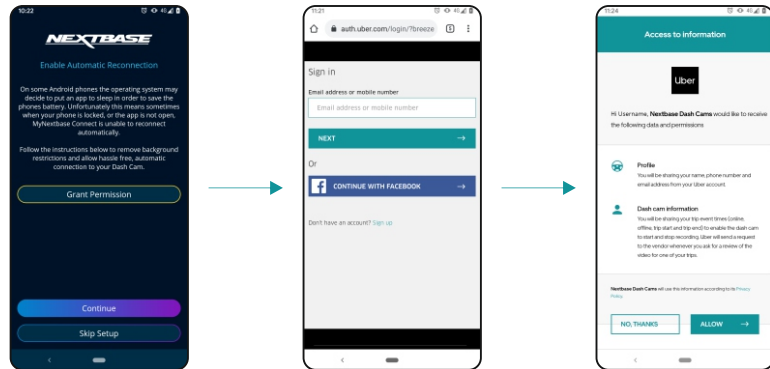 10:22
4G
NEXTBASE
Enable Automatic Reconnection
On some Android phones the operating system may
decide to put an app to sleep in order to save the
phones battery. Unfortunately this means sometimes
when your phone is locked, or the app is not open,
MyNextbase Connect is unable to reconnect
automatically.
Follow the instructions below to remove background
restrictions and allow hassle free, automatic
connection to your Dash Cam.
Grant Permission
Continue
Skip Setup
11:21
4G
auth.uber.com/login/?breeze
Sign in
Email address or mobile number
Email address or mobile number
NEXT
Or
CONTINUE WITH FACEBOOK
Don't have an account? Sign up
11:24
4G
Access to information
Uber
Hi Username, Nextbase Dash Cams would like to receive
the following data and permissions
Profile
You will be sharing your name, phone number and
email address from your Uber account
Dash cam information
You will be sharing your trip event times (online,
offline, trip start and trip end) to enable the dash cam
to start and stop recording. Uber will send a request
to the vendor whenever you ask for a review of the
video for one of your trips.
Nextbase Dash Cams will use this information according to its Privacy
Policy.
NO, THANKS
ALLOW